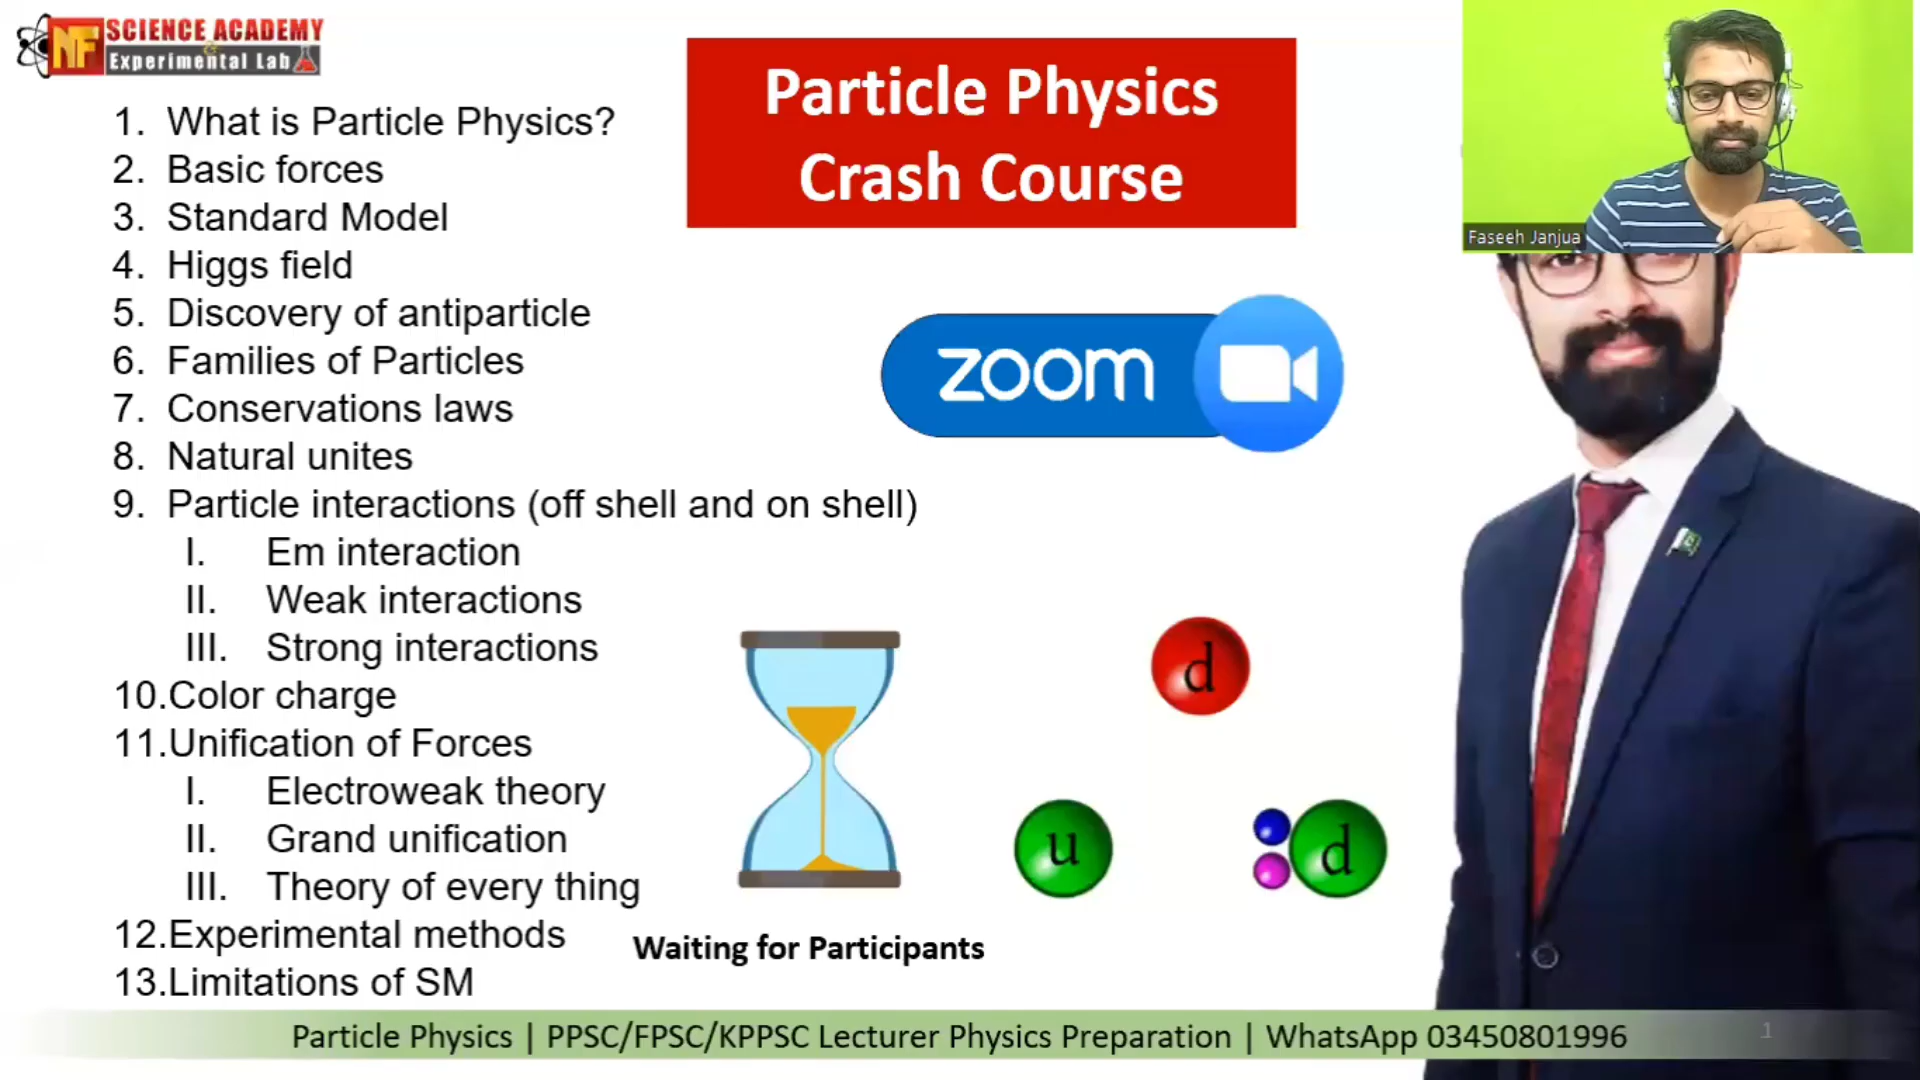 NF SCIENCE ACADEMY
Experimental Lab
Particle Physics
Crash Course
Faseeh Janjua
1. What is Particle Physics?
2. Basic forces
3. Standard Model
4. Higgs field
5. Discovery of antiparticle
6. Families of Particles
7. Conservations laws
8. Natural unites
9. Particle interactions (off shell and on shell)
I. Em interaction
II. Weak interactions
III. Strong interactions
10.Color charge
11.Unification of Forces
I. Electroweak theory
II. Grand unification
III. Theory of every thing
12.Experimental methods
13.Limitations of SM
zoom
d
u
d
Waiting for Participants
Particle Physics | PPSC/FPSC/KPPSC Lecturer Physics Preparation | WhatsApp 03450801996
1